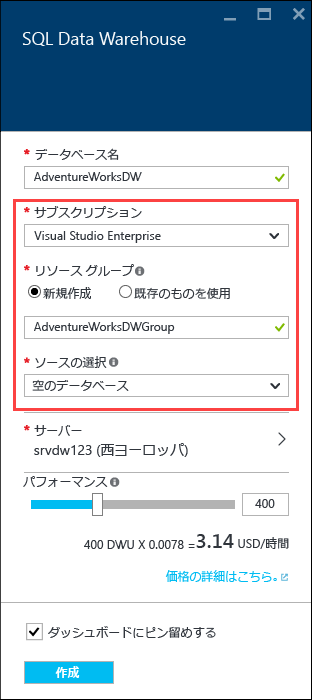 SQL Data Warehouse
* データベース名
AdventureWorksDW
* サブスクリプション
Visual Studio Enterprise
* リソース グループ
新規作成 既存のものを使用
AdventureWorksDWGroup
* ソースの選択
空のデータベース
* サーバー
srvdw123 (西ヨーロッパ)
パフォーマンス
400
400 DWU X 0.0078 =3.14 USD/時間
価格の詳細はこちら。
ダッシュボードにピン留めする
作成